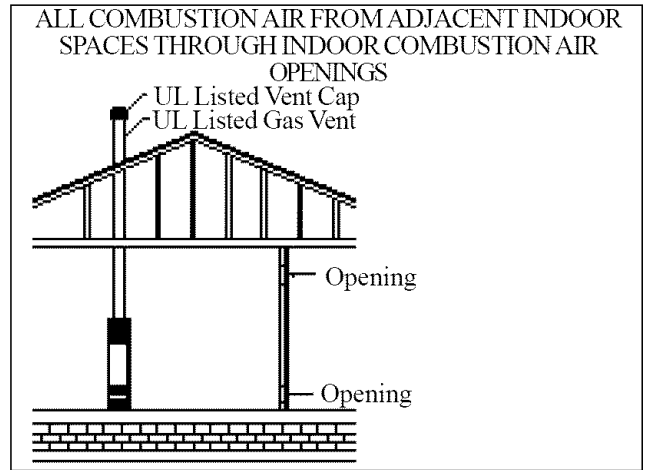 ALL COMBUSTION AIR FROM ADJACENT INDOOR
SPACES THROUGH INDOOR COMBUSTION AIR
OPENINGS
UL Listed Vent Cap
UL Listed Gas Vent
Opening
Opening